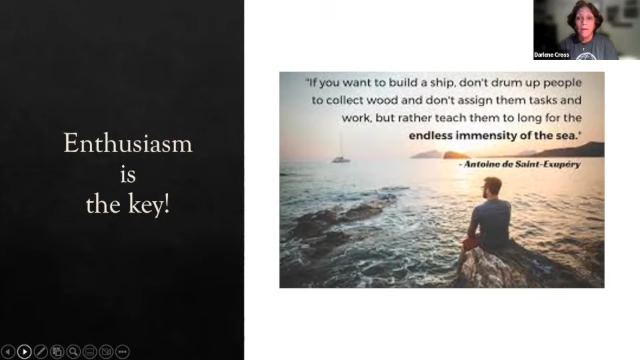 Enthusiasm
is
the key!
"If you want to build a ship, don't drum up people
to collect wood and don't assign them tasks and
work, but rather teach them to long for the
endless immensity of the sea."
- Antoine de Saint-Exupéry
Darlene Cross